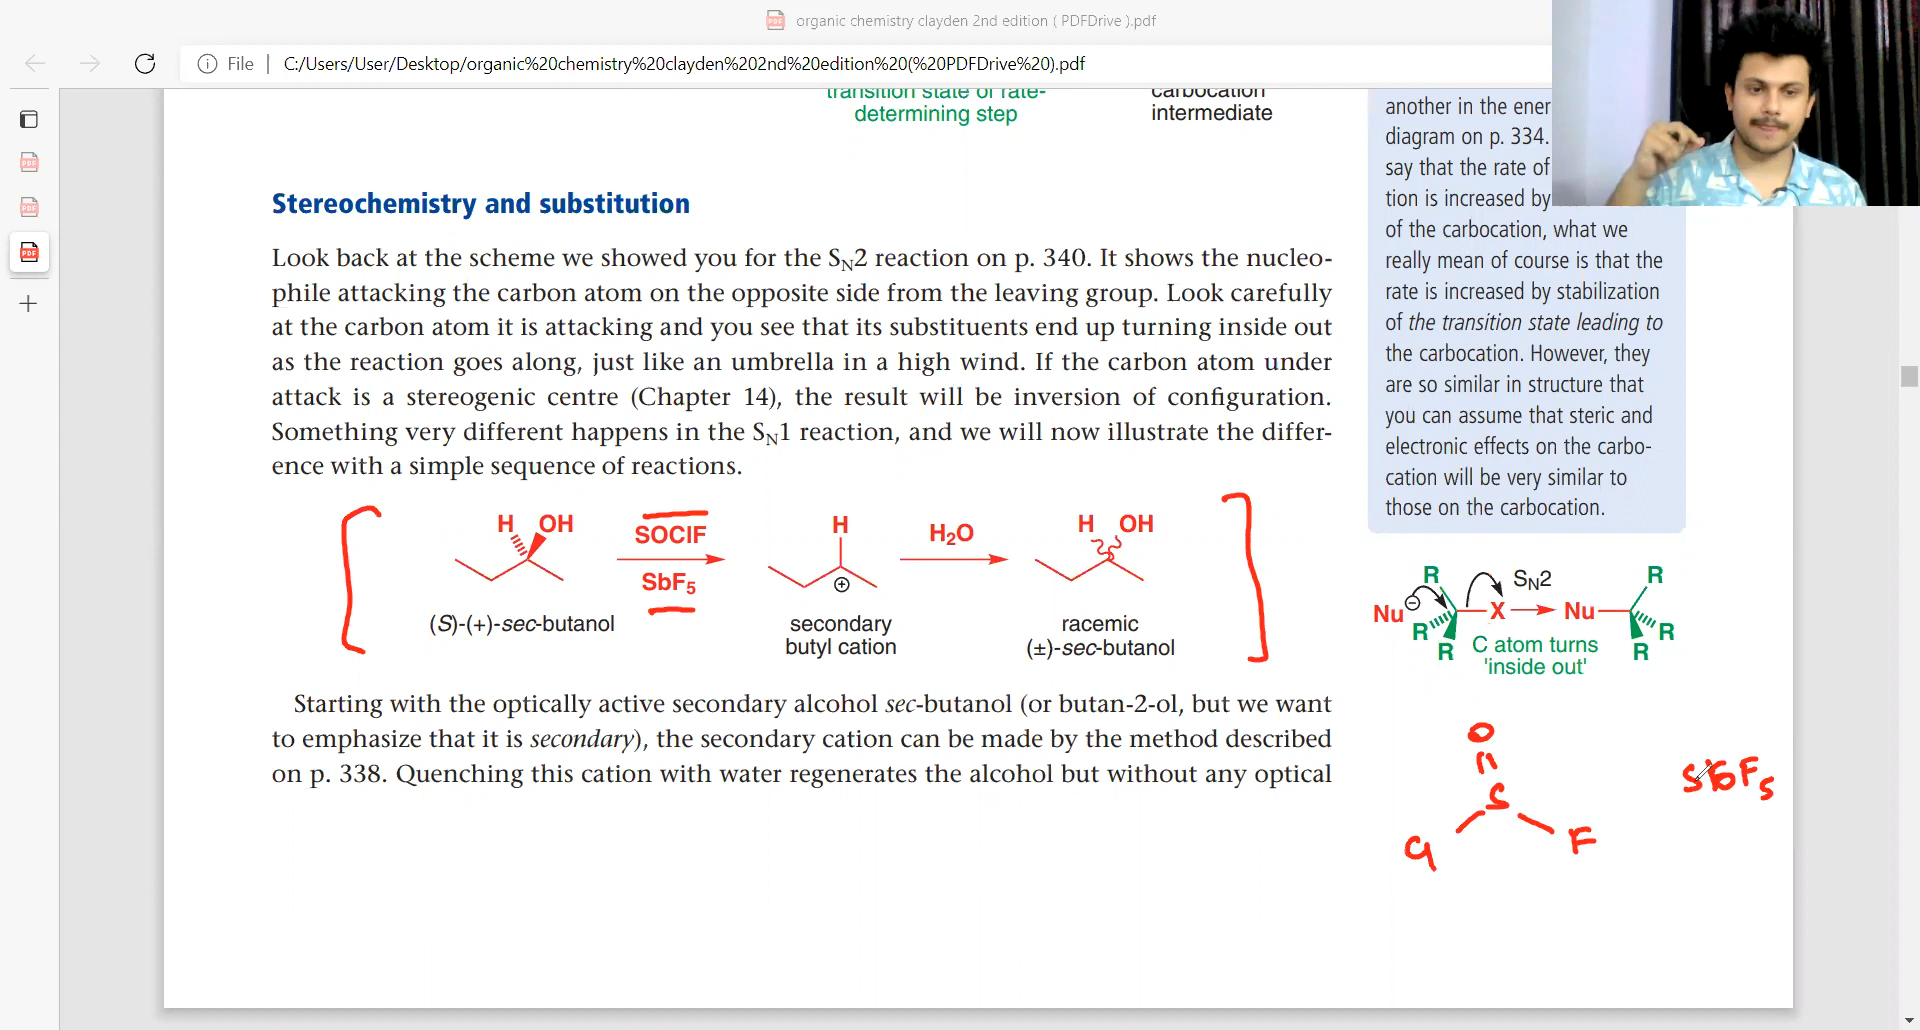 organic chemistry clayden 2nd edition ( PDFDrive ).pdf
File | C:/Users/User/Desktop/organic%20chemistry%20clayden%202nd%20edition%20(%20PDFDrive%20).pdf
transition state of rate-
determining step
carbocation
intermediate
Stereochemistry and substitution
Look back at the scheme we showed you for the SN2 reaction on p. 340. It shows the nucleo-
phile attacking the carbon atom on the opposite side from the leaving group. Look carefully
at the carbon atom it is attacking and you see that its substituents end up turning inside out
as the reaction goes along, just like an umbrella in a high wind. If the carbon atom under
attack is a stereogenic centre (Chapter 14), the result will be inversion of configuration.
Something very different happens in the SN1 reaction, and we will now illustrate the differ-
ence with a simple sequence of reactions.
H OH
SOClF
SbF5
H
⊕
H2O
H OH
(S)-(+)-sec-butanol
secondary
butyl cation
racemic
(±)-sec-butanol
Starting with the optically active secondary alcohol sec-butanol (or butan-2-ol, but we want
to emphasize that it is secondary), the secondary cation can be made by the method described
on p. 338. Quenching this cation with water regenerates the alcohol but without any optical
another in the ener
diagram on p. 334.
say that the rate of
tion is increased by
of the carbocation, what we
really mean of course is that the
rate is increased by stabilization
of the transition state leading to
the carbocation. However, they
are so similar in structure that
you can assume that steric and
electronic effects on the carbo-
cation will be very similar to
those on the carbocation.
R SN2 R
Nu ⊖ X Nu
R R R R
C atom turns
'inside out'
O
S
Cl F
SbF5
PDF
PDF
PDF
PDF